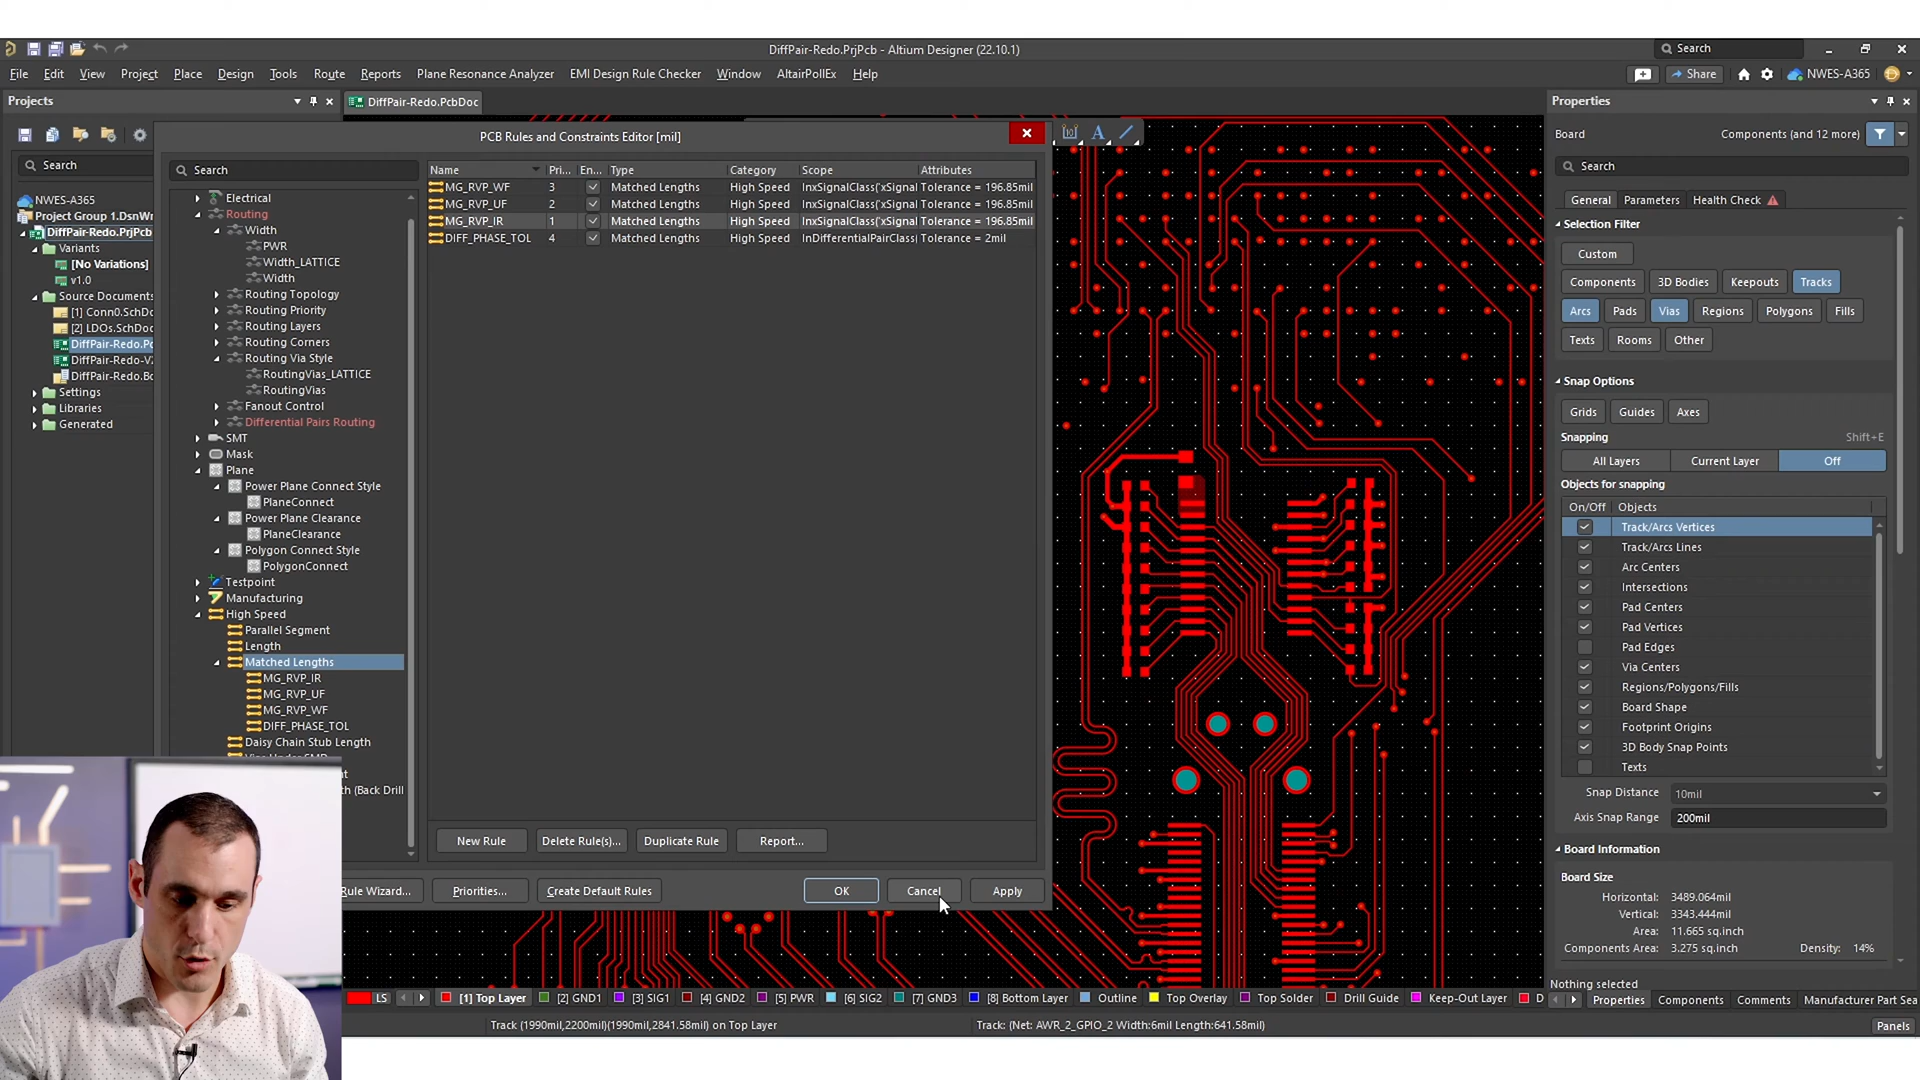 DiffPair-Redo.PrjPcb - Altium Designer (22.10.1)
Search
File Edit View Project Place Design Tools Route Reports Plane Resonance Analyzer EMI Design Rule Checker Window AltairPollEx Help
Share
NWES-A365
Projects
DiffPair-Redo.PcbDoc
Properties
Search
NWES-A365
Project Group 1.DsnWr
DiffPair-Redo.PrjPcb
Variants
[No Variations]
v1.0
Source Documents
[1] Conn0.SchDoc
[2] LDOs.SchDoc
DiffPair-Redo.Pc
DiffPair-Redo-V
DiffPair-Redo.Bo
Settings
Libraries
Generated
PCB Rules and Constraints Editor [mil]
Search
Electrical
Routing
Width
PWR
Width_LATTICE
Width
Routing Topology
Routing Priority
Routing Layers
Routing Corners
Routing Via Style
RoutingVias_LATTICE
RoutingVias
Fanout Control
Differential Pairs Routing
SMT
Mask
Plane
Power Plane Connect Style
PlaneConnect
Power Plane Clearance
PlaneClearance
Polygon Connect Style
PolygonConnect
Testpoint
Manufacturing
High Speed
Parallel Segment
Length
Matched Lengths
MG_RVP_IR
MG_RVP_UF
MG_RVP_WF
DIFF_PHASE_TOL
Daisy Chain Stub Length
(Back Drill
Name Pri... En... Type Category Scope Attributes
MG_RVP_WF 3 Matched Lengths High Speed InxSignalClass('xSignal Tolerance = 196.85mil
MG_RVP_UF 2 Matched Lengths High Speed InxSignalClass('xSignal Tolerance = 196.85mil
MG_RVP_IR 1 Matched Lengths High Speed InxSignalClass('xSignal Tolerance = 196.85mil
DIFF_PHASE_TOL 4 Matched Lengths High Speed InDifferentialPairClass( Tolerance = 2mil
New Rule Delete Rule(s)... Duplicate Rule Report...
Rule Wizard... Priorities... Create Default Rules OK Cancel Apply
Board Components (and 12 more)
Search
General Parameters Health Check
Selection Filter
Custom
Components 3D Bodies Keepouts Tracks
Arcs Pads Vias Regions Polygons Fills
Texts Rooms Other
Snap Options
Grids Guides Axes
Snapping Shift+E
All Layers Current Layer Off
Objects for snapping
On/Off Objects
Track/Arcs Vertices
Track/Arcs Lines
Arc Centers
Intersections
Pad Centers
Pad Vertices
Pad Edges
Via Centers
Regions/Polygons/Fills
Board Shape
Footprint Origins
3D Body Snap Points
Texts
Snap Distance 10mil
Axis Snap Range 200mil
Board Information
Board Size
Horizontal: 3489.064mil
Vertical: 3343.444mil
Area: 11.665 sq.inch
Components Area: 3.275 sq.inch Density: 14%
Nothing selected
LS [1] Top Layer [2] GND1 [3] SIG1 [4] GND2 [5] PWR [6] SIG2 [7] GND3 [8] Bottom Layer Outline Top Overlay Top Solder Drill Guide Keep-Out Layer D
Properties Components Comments Manufacturer Part Sea
Track (1990mil,2200mil)(1990mil,2841.58mil) on Top Layer
Track: (Net: AWR_2_GPIO_2 Width:6mil Length:641.58mil)
Panels